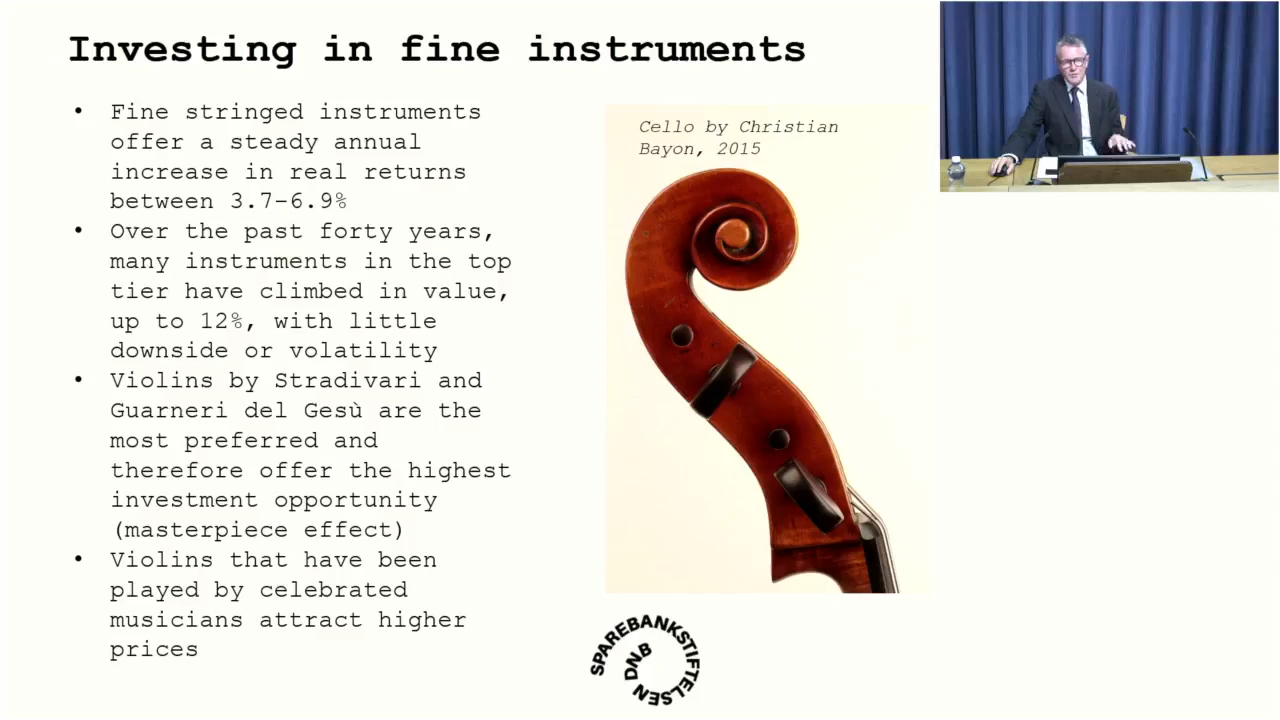 Investing in fine instruments
• Fine stringed instruments
offer a steady annual
increase in real returns
between 3.7–6.9%
• Over the past forty years,
many instruments in the top
tier have climbed in value,
up to 12%, with little
downside or volatility
• Violins by Stradivari and
Guarneri del Gesù are the
most preferred and
therefore offer the highest
investment opportunity
(masterpiece effect)
• Violins that have been
played by celebrated
musicians attract higher
prices
Cello by Christian
Bayon, 2015
SPAREBANKSTIFTELSEN
DNB